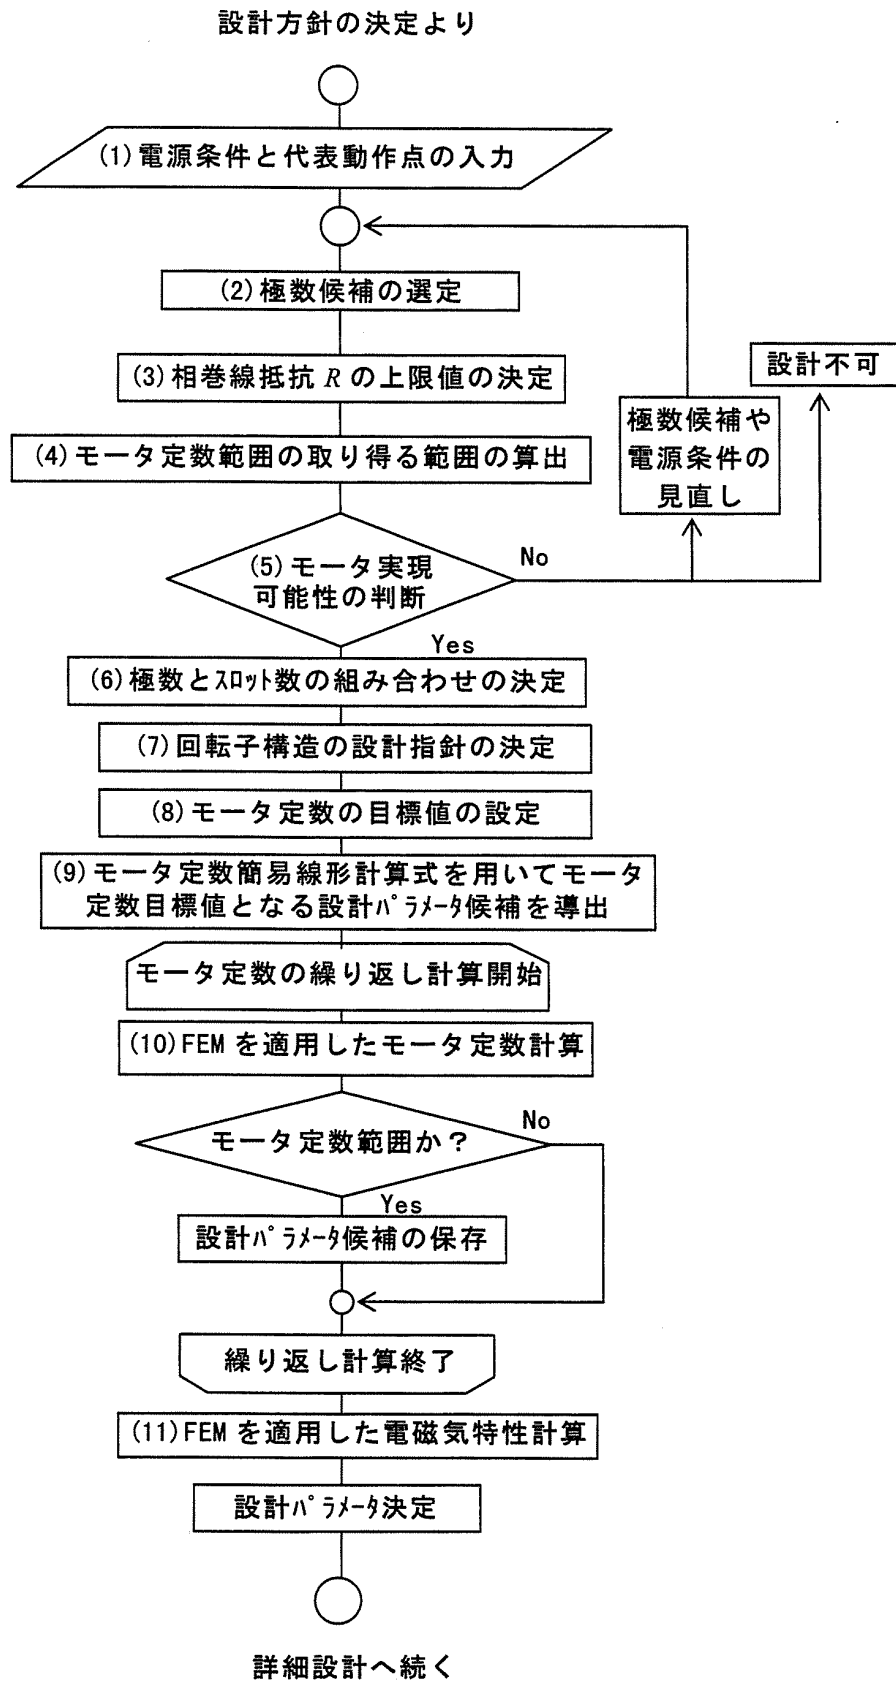 設計方針の決定より
(1)電源条件と代表動作点の入力
(2)極数候補の選定
(3)相巻線抵抗 R の上限値の決定
(4)モータ定数範囲の取り得る範囲の算出
設計不可
極数候補や
電源条件の
見直し
(5)モータ実現
可能性の判断
No
Yes
(6)極数とｽﾛｯﾄ数の組み合わせの決定
(7)回転子構造の設計指針の決定
(8)モータ定数の目標値の設定
(9)モータ定数簡易線形計算式を用いてモータ
定数目標値となる設計ﾊﾟﾗﾒｰﾀ候補を導出
モータ定数の繰り返し計算開始
(10)FEM を適用したモータ定数計算
モータ定数範囲か？
No
Yes
設計ﾊﾟﾗﾒｰﾀ候補の保存
繰り返し計算終了
(11)FEM を適用した電磁気特性計算
設計ﾊﾟﾗﾒｰﾀ決定
詳細設計へ続く